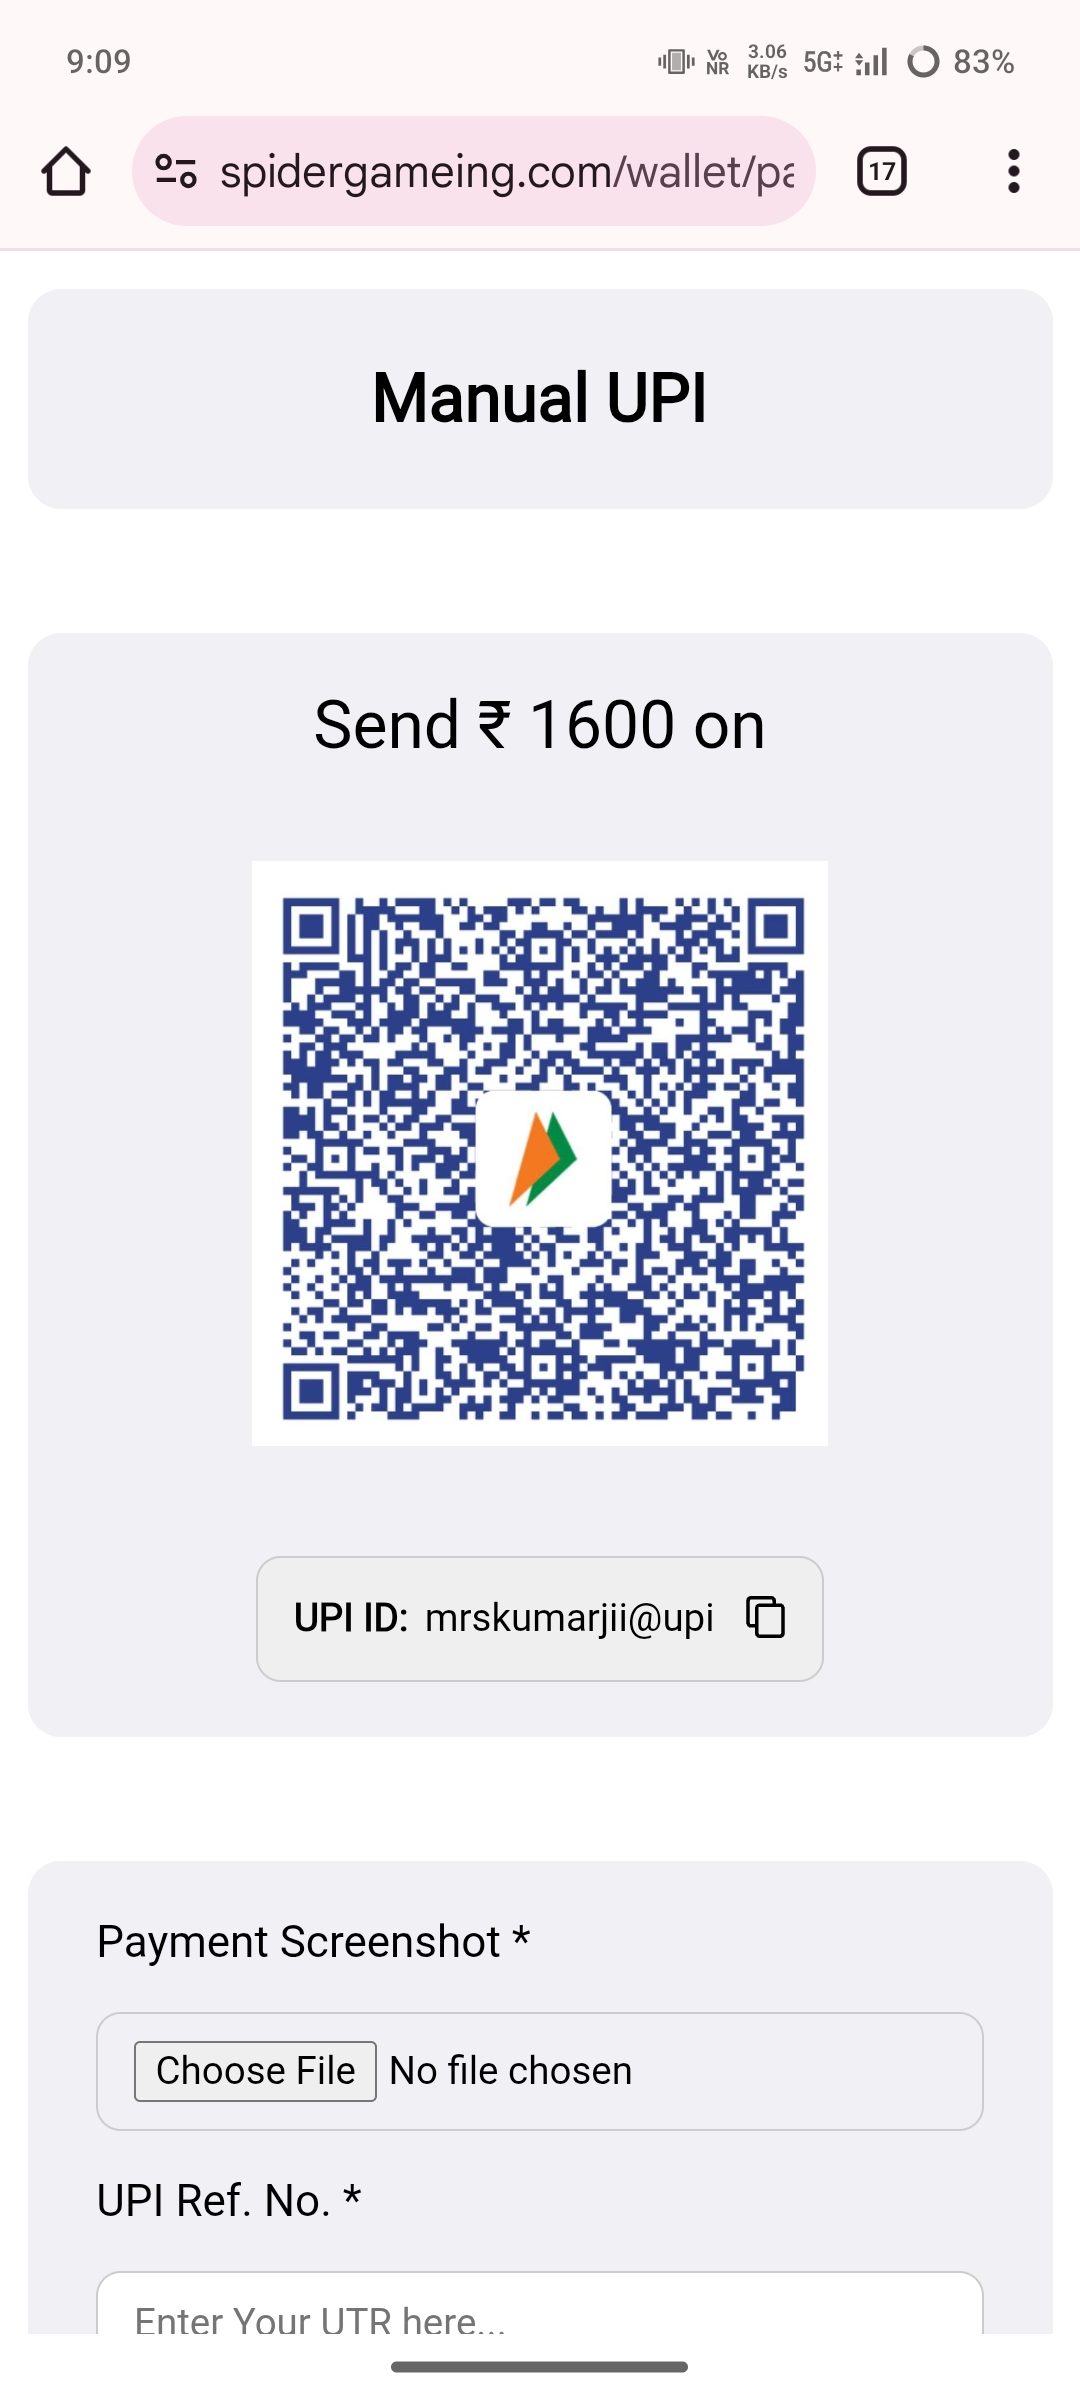 9:09
Vo
NR
3.06
KB/s
5G
83%
spidergameing.com/wallet/pa
17
Manual UPI
Send ₹ 1600 on
UPI ID: mrskumarjii@upi
Payment Screenshot *
Choose File No file chosen
UPI Ref. No. *
Enter Your UTR here...